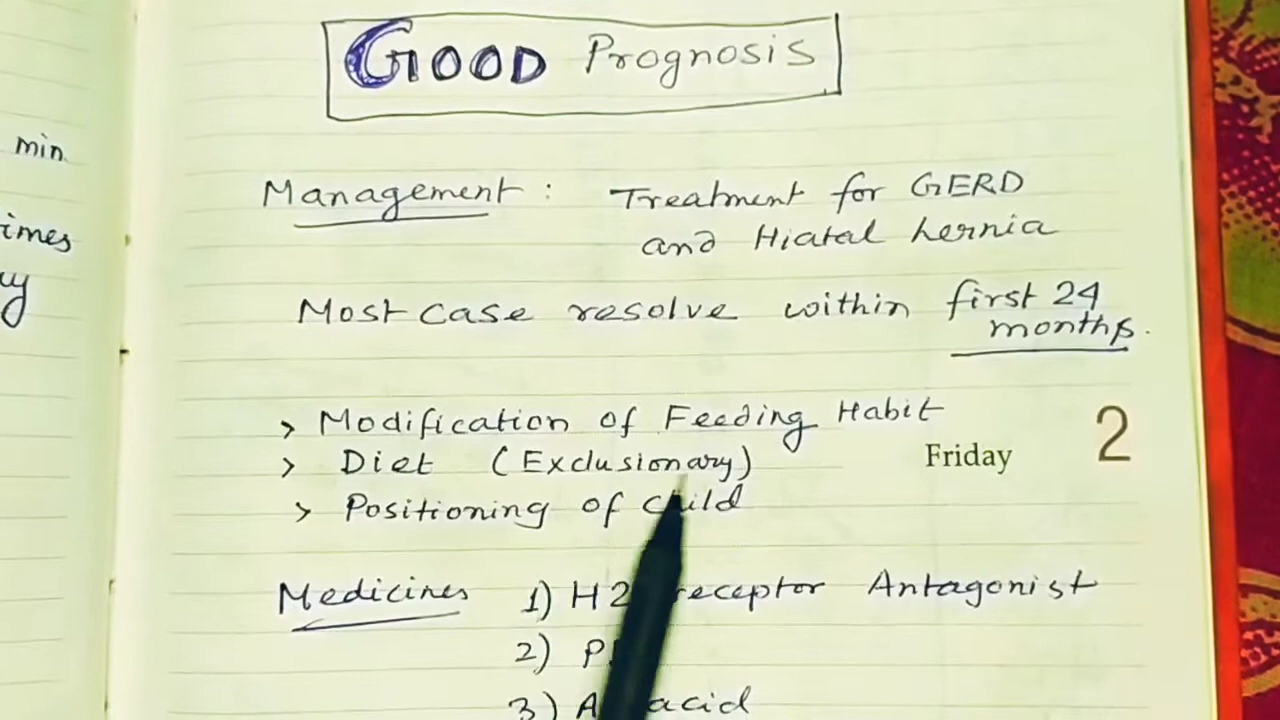 GOOD Prognosis
min
Management : Treatment for GERD
and Hiatal hernia
imes
Most case resolve within first 24
months.
> Modification of Feeding Habit
> Diet (Exclusionary)
Friday 2
> Positioning of Child
Medicines 1) H2 receptor Antagonist
2)
3)